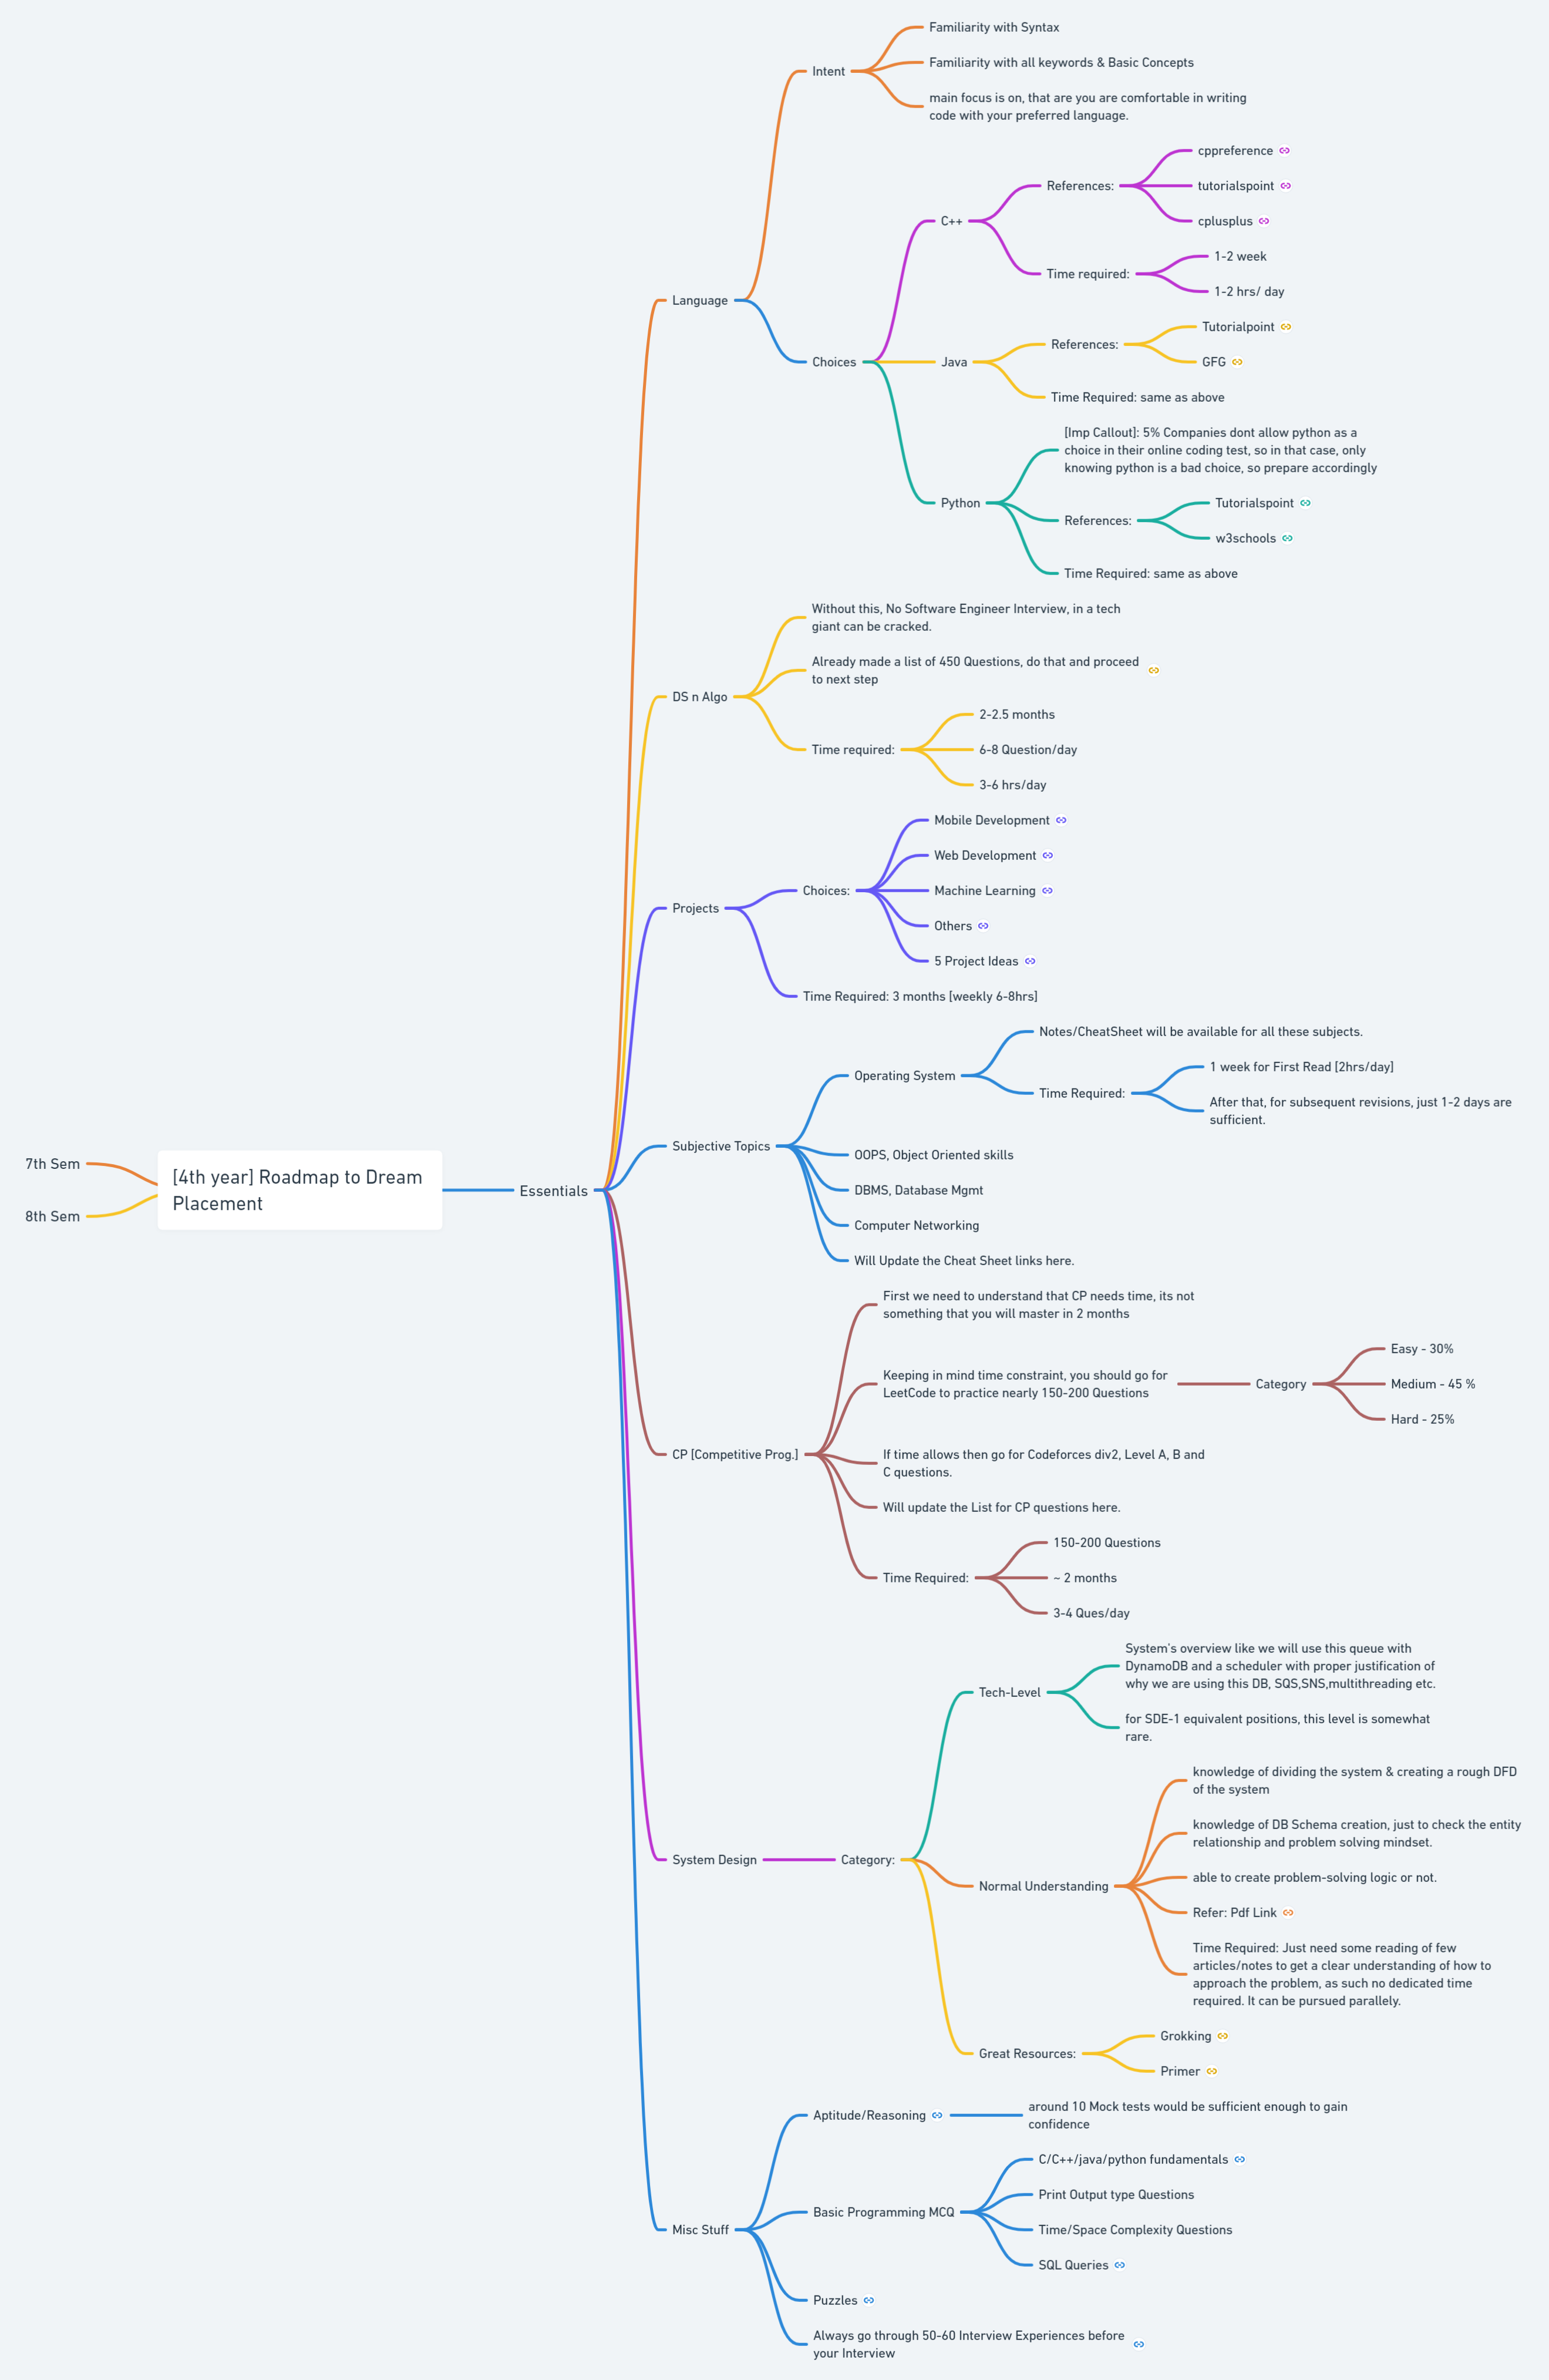 7th Sem
8th Sem
[4th year] Roadmap to Dream
Placement
Essentials
Language
Intent
Familiarity with Syntax
Familiarity with all keywords & Basic Concepts
main focus is on, that are you are comfortable in writing
code with your preferred language.
Choices
C++
References:
cppreference
tutorialspoint
cplusplus
Time required:
1-2 week
1-2 hrs/ day
Java
References:
Tutorialpoint
GFG
Time Required: same as above
Python
[Imp Callout]: 5% Companies dont allow python as a
choice in their online coding test, so in that case, only
knowing python is a bad choice, so prepare accordingly
References:
Tutorialspoint
w3schools
Time Required: same as above
DS n Algo
Without this, No Software Engineer Interview, in a tech
giant can be cracked.
Already made a list of 450 Questions, do that and proceed
to next step
Time required:
2-2.5 months
6-8 Question/day
3-6 hrs/day
Projects
Choices:
Mobile Development
Web Development
Machine Learning
Others
5 Project Ideas
Time Required: 3 months [weekly 6-8hrs]
Subjective Topics
Operating System
Notes/CheatSheet will be available for all these subjects.
Time Required:
1 week for First Read [2hrs/day]
After that, for subsequent revisions, just 1-2 days are
sufficient.
OOPS, Object Oriented skills
DBMS, Database Mgmt
Computer Networking
Will Update the Cheat Sheet links here.
CP [Competitive Prog.]
First we need to understand that CP needs time, its not
something that you will master in 2 months
Keeping in mind time constraint, you should go for
LeetCode to practice nearly 150-200 Questions
Category
Easy - 30%
Medium - 45 %
Hard - 25%
If time allows then go for Codeforces div2, Level A, B and
C questions.
Will update the List for CP questions here.
Time Required:
150-200 Questions
~ 2 months
3-4 Ques/day
System Design
Category:
Tech-Level
System's overview like we will use this queue with
DynamoDB and a scheduler with proper justification of
why we are using this DB, SQS,SNS,multithreading etc.
for SDE-1 equivalent positions, this level is somewhat
rare.
Normal Understanding
knowledge of dividing the system & creating a rough DFD
of the system
knowledge of DB Schema creation, just to check the entity
relationship and problem solving mindset.
able to create problem-solving logic or not.
Refer: Pdf Link
Time Required: Just need some reading of few
articles/notes to get a clear understanding of how to
approach the problem, as such no dedicated time
required. It can be pursued parallely.
Great Resources:
Grokking
Primer
Misc Stuff
Aptitude/Reasoning
around 10 Mock tests would be sufficient enough to gain
confidence
Basic Programming MCQ
C/C++/java/python fundamentals
Print Output type Questions
Time/Space Complexity Questions
SQL Queries
Puzzles
Always go through 50-60 Interview Experiences before
your Interview